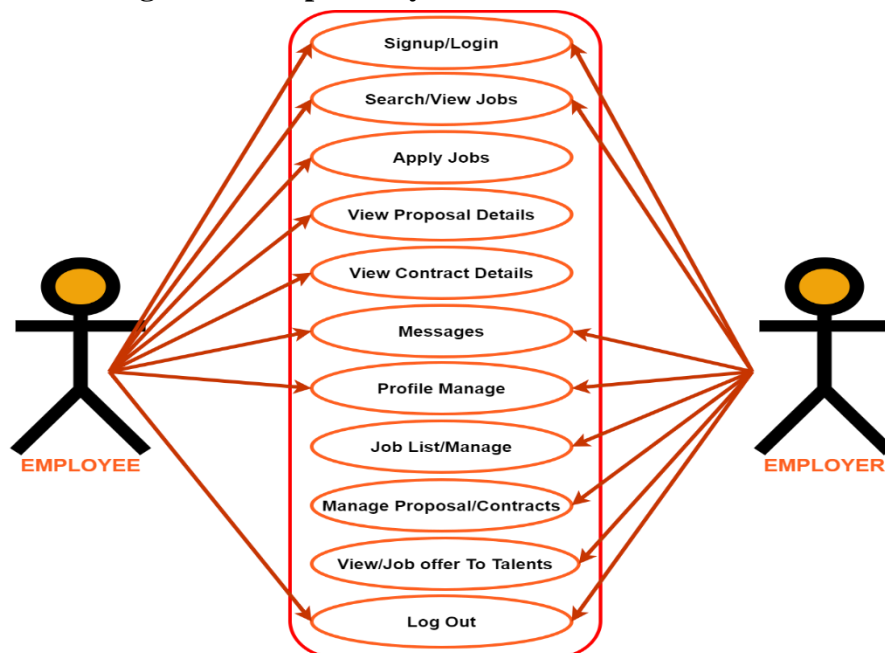 Signup/Login
Search/View Jobs
Apply Jobs
View Proposal Details
View Contract Details
Messages
Profile Manage
Job List/Manage
EMPLOYEE
EMPLOYER
Manage Proposal/Contracts
View/Job offer To Talents
Log Out